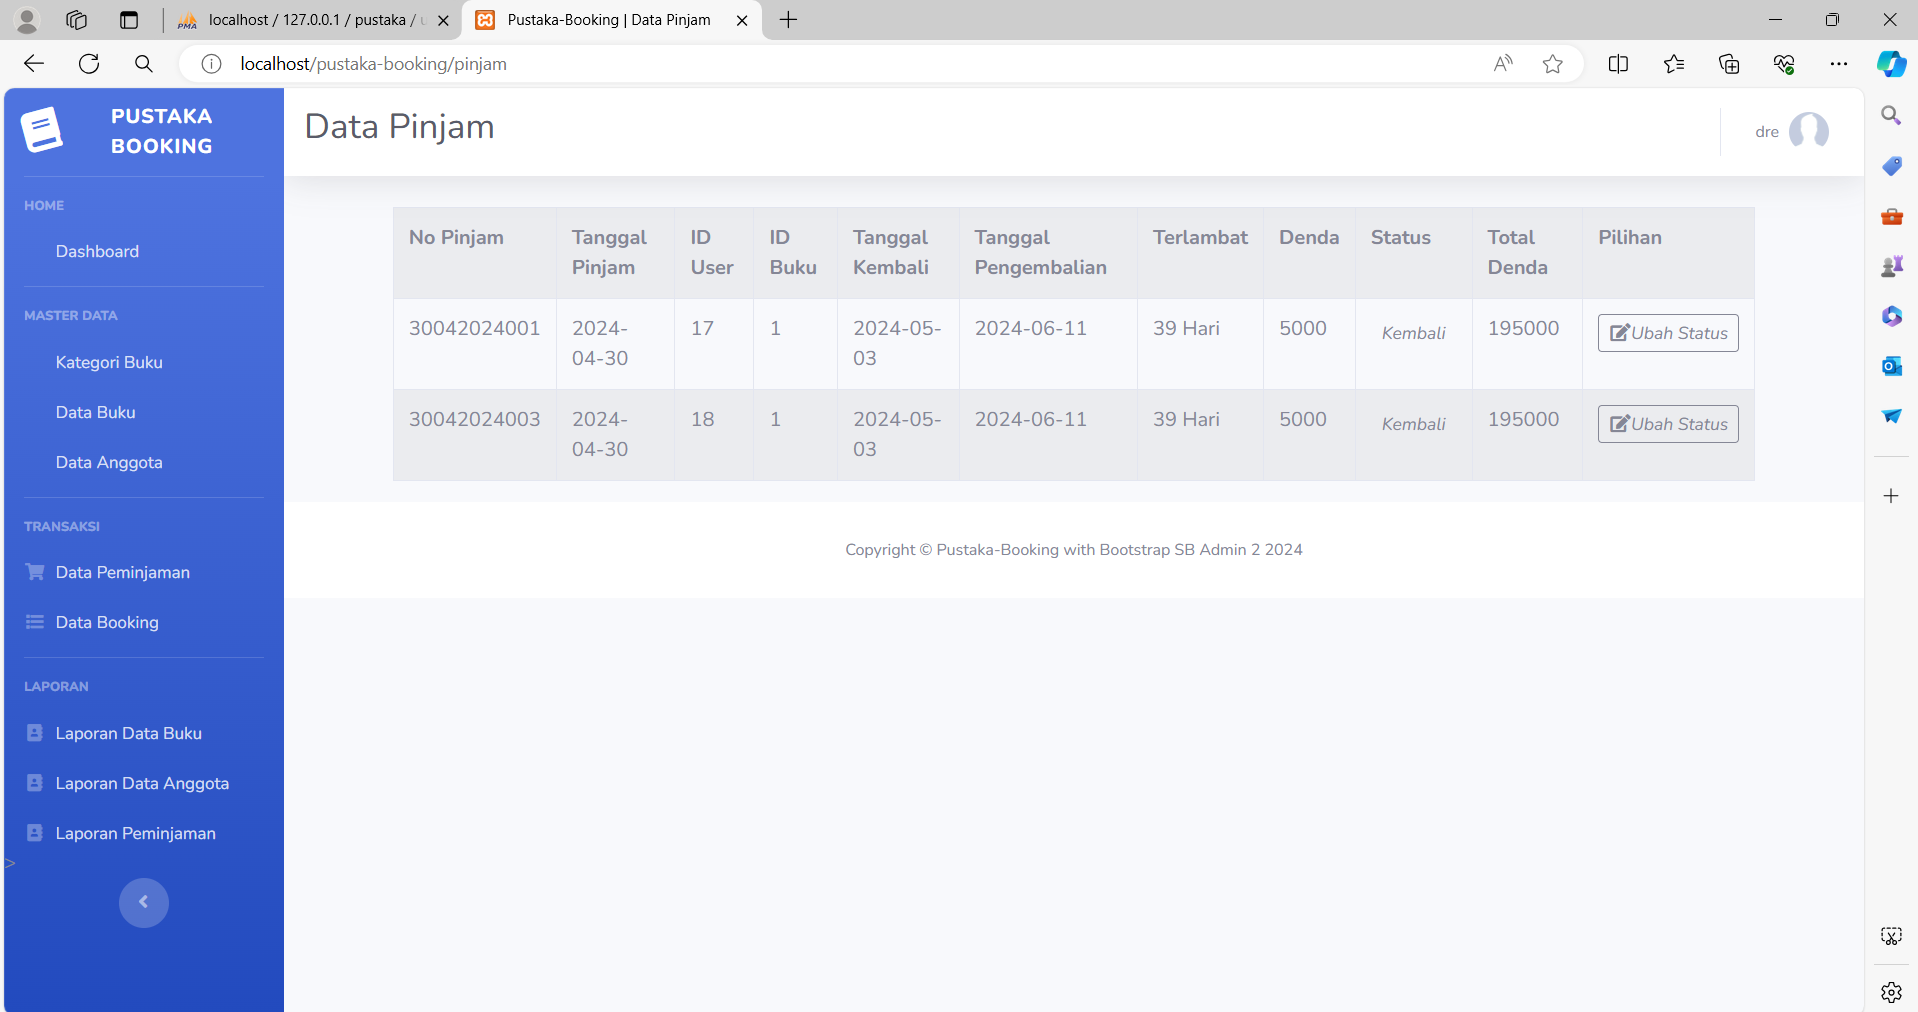 localhost / 127.0.0.1 / pustaka /
Pustaka-Booking | Data Pinjam
localhost/pustaka-booking/pinjam
PUSTAKA
BOOKING
HOME
Dashboard
MASTER DATA
Kategori Buku
Data Buku
Data Anggota
TRANSAKSI
Data Peminjaman
Data Booking
LAPORAN
Laporan Data Buku
Laporan Data Anggota
Laporan Peminjaman
>
Data Pinjam
dre
No Pinjam Tanggal Pinjam ID User ID Buku Tanggal Kembali Tanggal Pengembalian Terlambat Denda Status Total Denda Pilihan
30042024001 2024-04-30 17 1 2024-05-03 2024-06-11 39 Hari 5000 Kembali 195000 Ubah Status
30042024003 2024-04-30 18 1 2024-05-03 2024-06-11 39 Hari 5000 Kembali 195000 Ubah Status
Copyright © Pustaka-Booking with Bootstrap SB Admin 2 2024